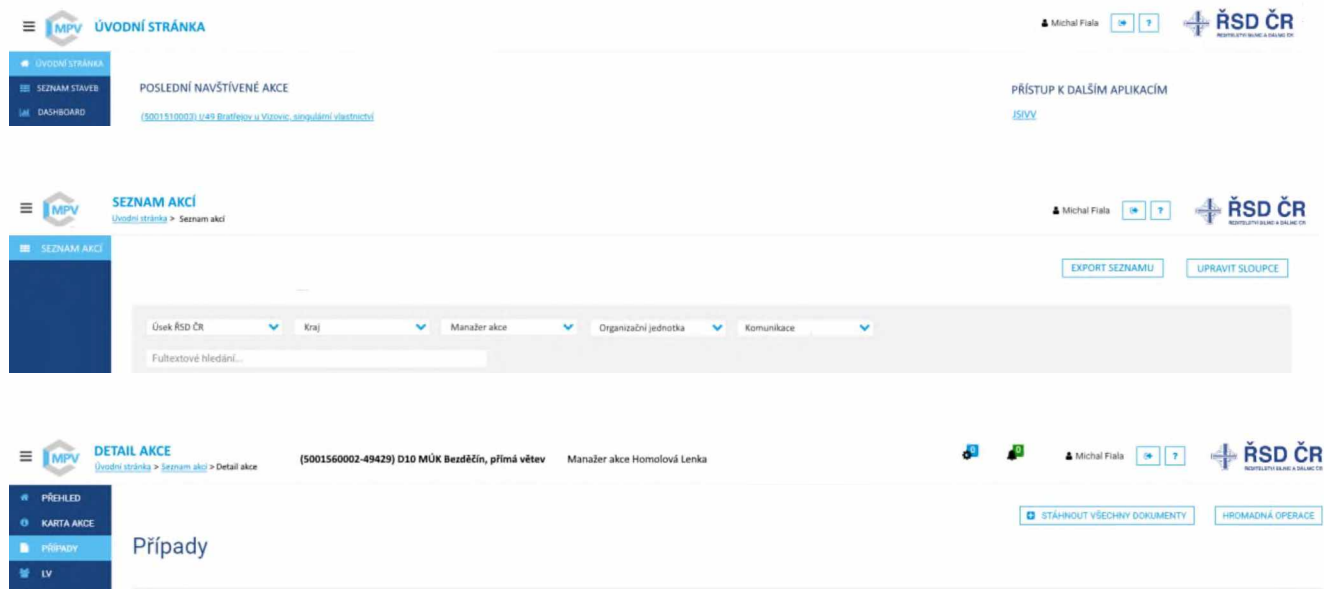 MPV ÚVODNÍ STRÁNKA
Michal Fiala ? ŘSD ČR
ÚVODNÍ STRÁNKA
SEZNAM STAVEB
DASHBOARD
POSLEDNÍ NAVŠTÍVENÉ AKCE
(5001510003) I/49 Bratřejov u Vizovic, singulární vlastnictví
PŘÍSTUP K DALŠÍM APLIKACÍM
JSIVV
MPV SEZNAM AKCÍ
Úvodní stránka > Seznam akcí
Michal Fiala ? ŘSD ČR
SEZNAM AKCÍ
EXPORT SEZNAMU UPRAVIT SLOUPCE
Úsek ŘSD ČR Kraj Manažer akce Organizační jednotka Komunikace
Fultextové hledání...
MPV DETAIL AKCE
Úvodní stránka > Seznam akcí > Detail akce
(5001560002-49429) D10 MÚK Bezděčín, přímá větev Manažer akce Homolová Lenka
0 0 Michal Fiala ? ŘSD ČR
PŘEHLED
KARTA AKCE
PŘÍPADY
LV
STÁHNOUT VŠECHNY DOKUMENTY HROMADNÁ OPERACE
Případy